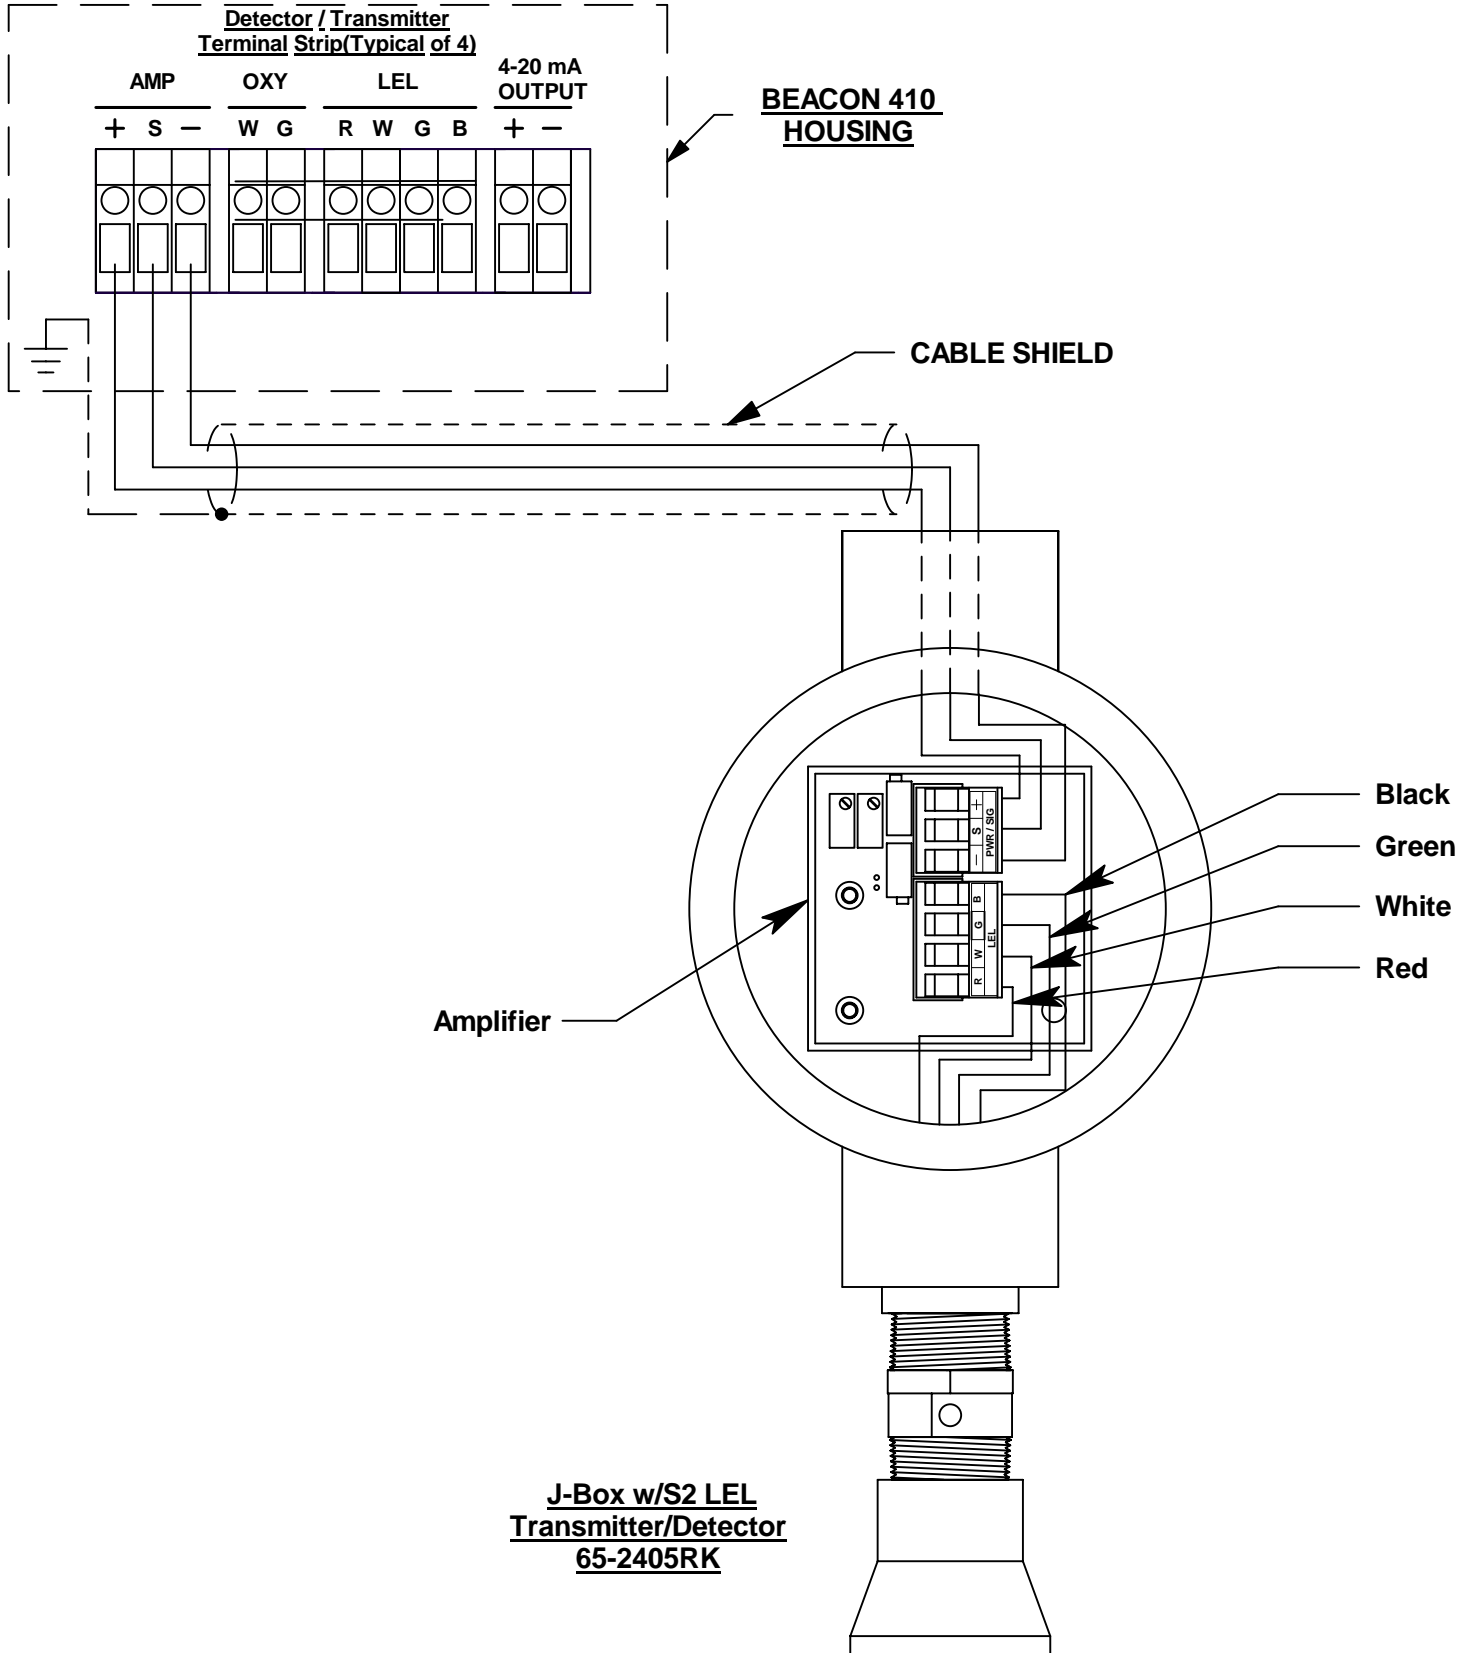 Detector / Transmitter
Terminal Strip(Typical of 4)
AMP OXY LEL 4-20 mA
OUTPUT
+ S − W G R W G B + −
BEACON 410
HOUSING
CABLE SHIELD
+ S −
PWR / SIG
B G W R
LEL
Black
Green
White
Red
Amplifier
J-Box w/S2 LEL
Transmitter/Detector
65-2405RK